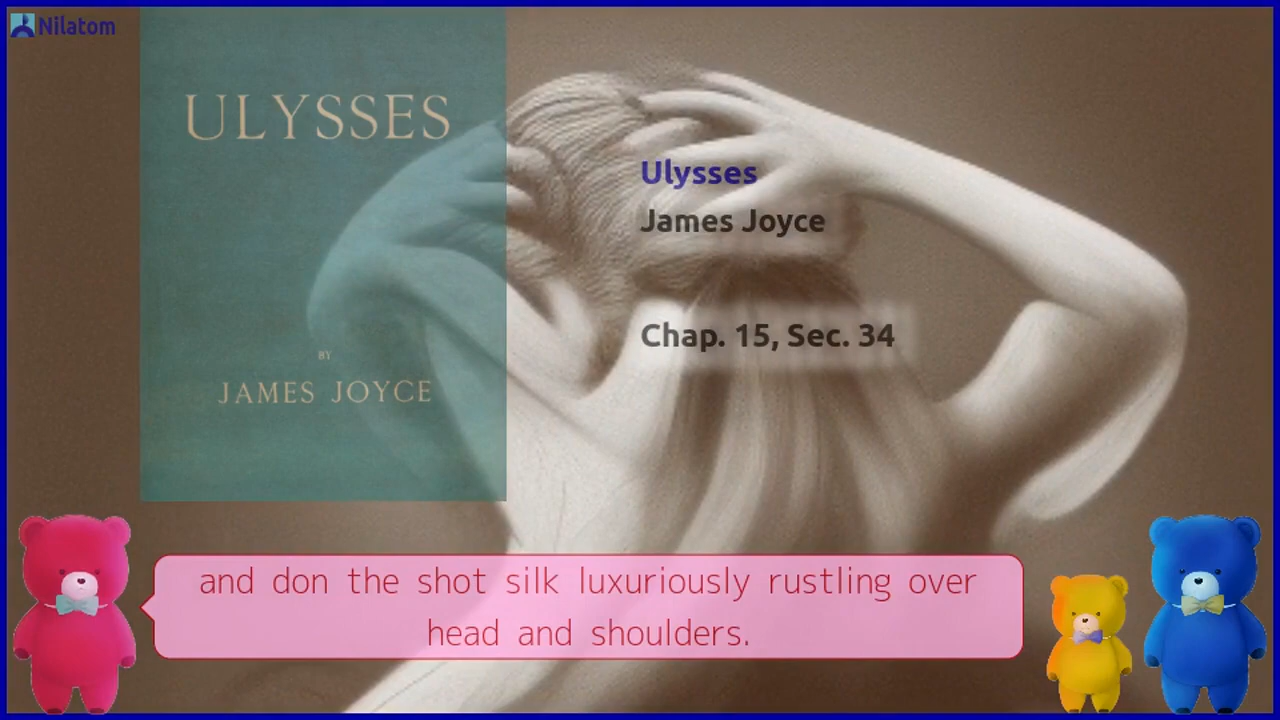 Nilatom
ULYSSES
BY
JAMES JOYCE
Ulysses
James Joyce
Chap. 15, Sec. 34
and don the shot silk luxuriously rustling over
head and shoulders.